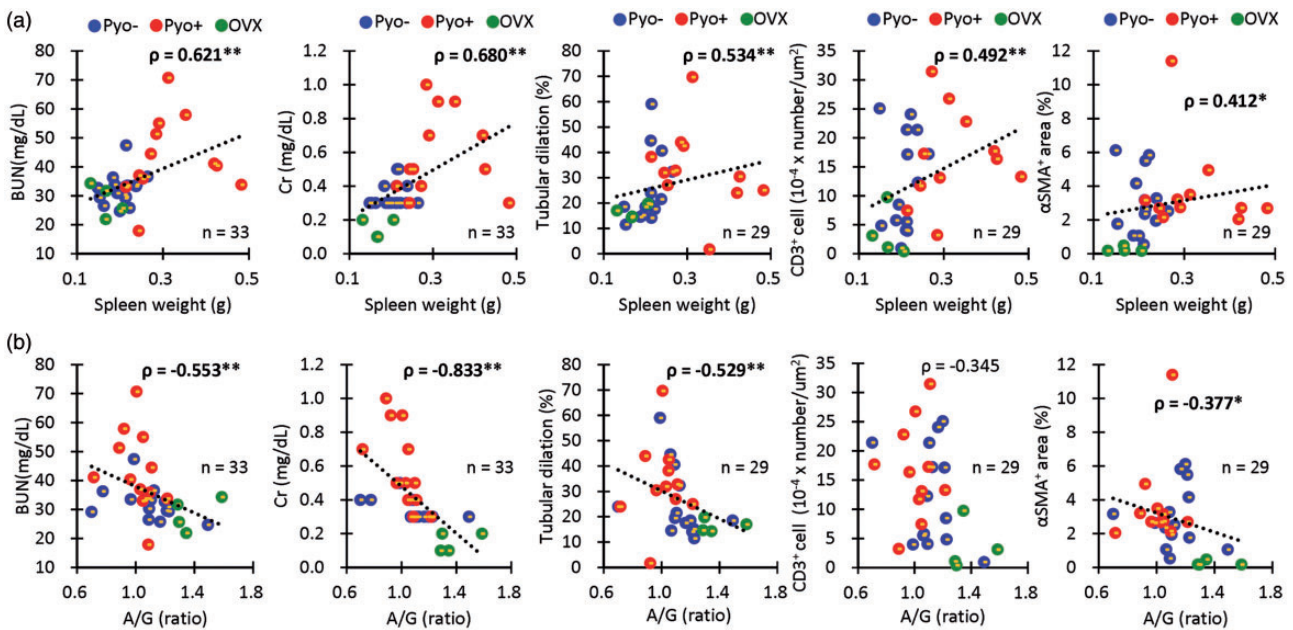 (a)
Pyo- Pyo+ OVX
Pyo- Pyo+ OVX
Pyo- Pyo+ OVX
Pyo- Pyo+ OVX
Pyo- Pyo+ OVX
BUN(mg/dL)
80
70
60
50
40
30
20
10
ρ = 0.621**
n = 33
0.1 0.3 0.5
Spleen weight (g)
Cr (mg/dL)
1.2
1.0
0.8
0.6
0.4
0.2
0.0
ρ = 0.680**
n = 33
0.1 0.3 0.5
Spleen weight (g)
Tubular dilation (%)
80
70
60
50
40
30
20
10
0
ρ = 0.534**
n = 29
0.1 0.3 0.5
Spleen weight (g)
CD3⁺ cell (10⁻⁴ x number/um²)
35
30
25
20
15
10
5
0
ρ = 0.492**
n = 29
0.1 0.3 0.5
Spleen weight (g)
αSMA⁺ area (%)
12
10
8
6
4
2
0
ρ = 0.412*
n = 29
0.1 0.3 0.5
Spleen weight (g)
(b)
BUN(mg/dL)
80
70
60
50
40
30
20
10
ρ = -0.553**
n = 33
0.6 1.0 1.4 1.8
A/G (ratio)
Cr (mg/dL)
1.2
1.0
0.8
0.6
0.4
0.2
0.0
ρ = -0.833**
n = 33
0.6 1.0 1.4 1.8
A/G (ratio)
Tubular dilation (%)
80
70
60
50
40
30
20
10
0
ρ = -0.529**
n = 29
0.6 1.0 1.4 1.8
A/G (ratio)
CD3⁺ cell (10⁻⁴ x number/um²)
35
30
25
20
15
10
5
0
ρ = -0.345
n = 29
0.6 1.0 1.4 1.8
A/G (ratio)
αSMA⁺ area (%)
12
10
8
6
4
2
0
ρ = -0.377*
n = 29
0.6 1.0 1.4 1.8
A/G (ratio)